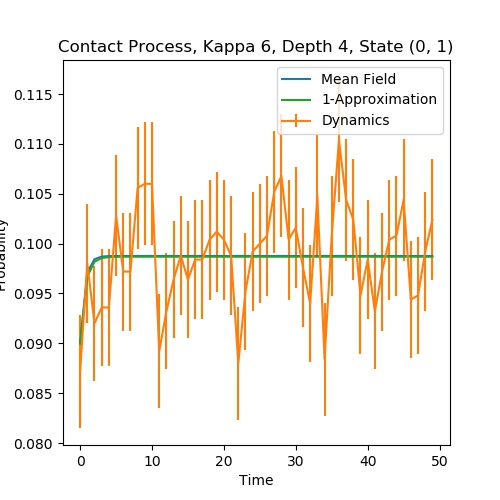 Contact Process, Kappa 6, Depth 4, State (0, 1)
Mean Field
1-Approximation
Dynamics
0.115
0.110
0.105
0.100
0.095
0.090
0.085
0.080
Probability
0 10 20 30 40 50
Time